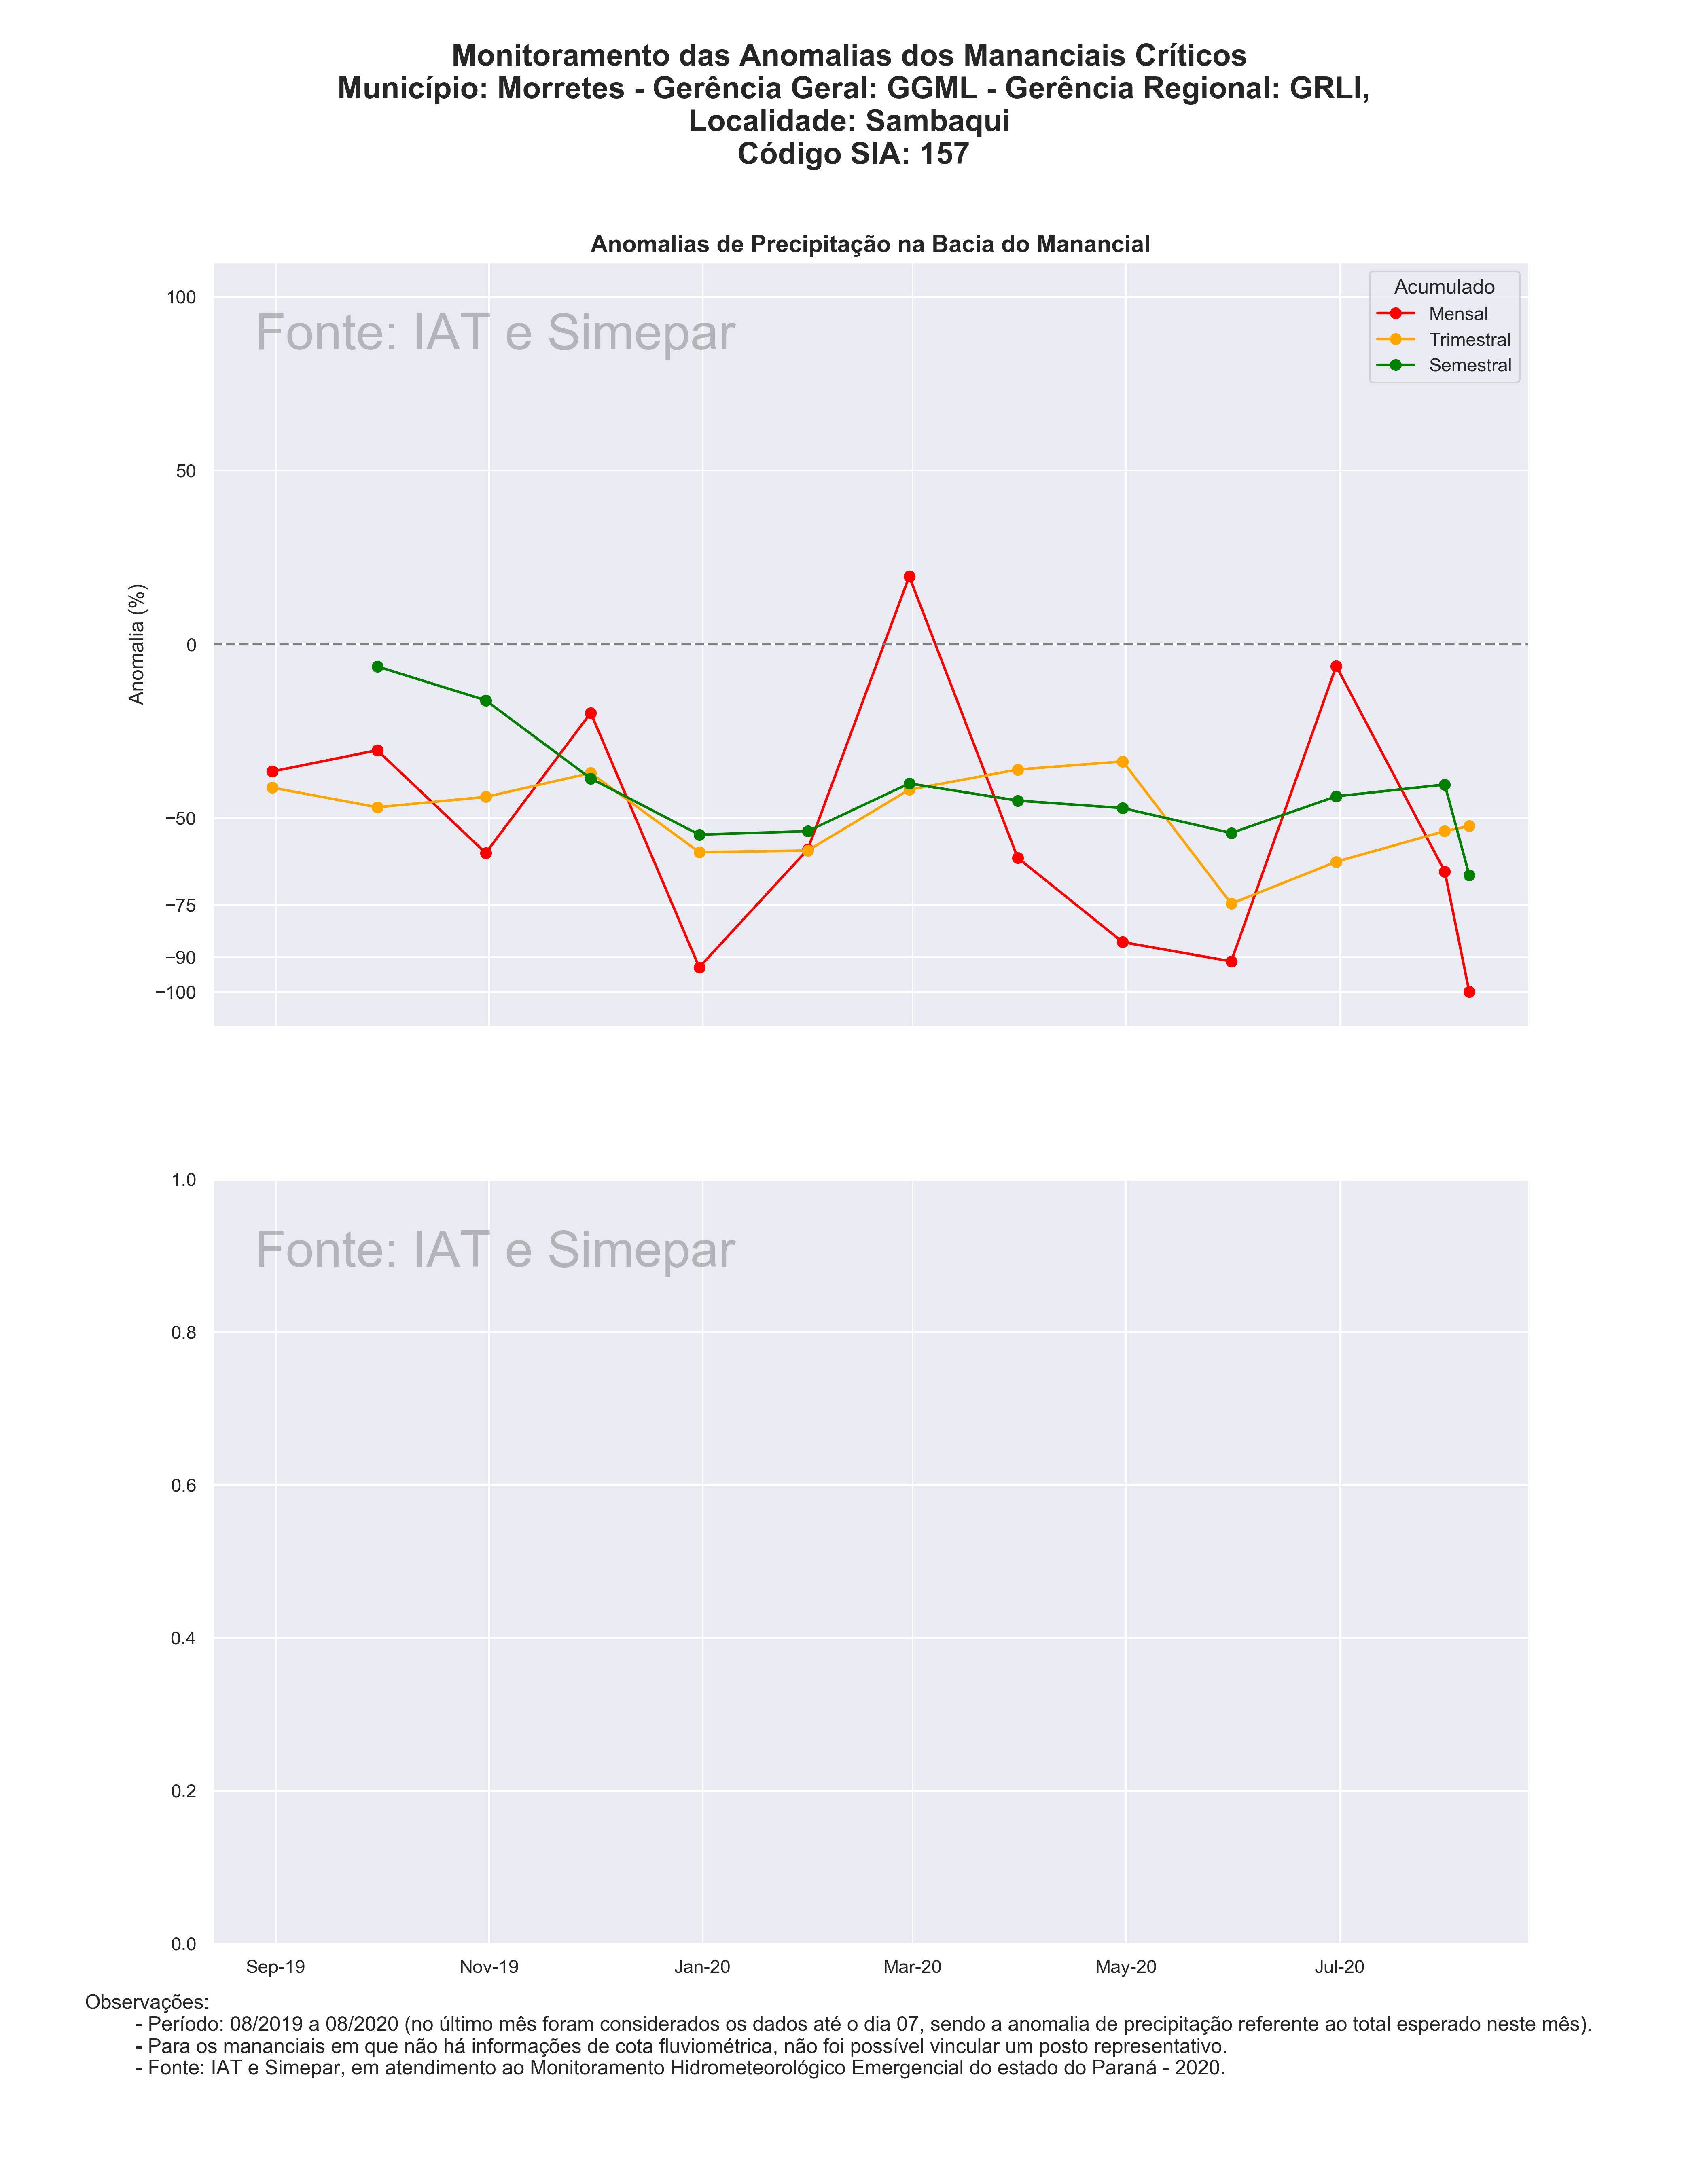 Monitoramento das Anomalias dos Mananciais Críticos
Município: Morretes - Gerência Geral: GGML - Gerência Regional: GRLI,
Localidade: Sambaqui
Código SIA: 157
Anomalias de Precipitação na Bacia do Manancial
Fonte: IAT e Simepar
Acumulado
Mensal
Trimestral
Semestral
Anomalia (%)
100
50
0
−50
−75
−90
−100
Fonte: IAT e Simepar
1.0
0.8
0.6
0.4
0.2
0.0
Sep-19 Nov-19 Jan-20 Mar-20 May-20 Jul-20
Observações:
- Período: 08/2019 a 08/2020 (no último mês foram considerados os dados até o dia 07, sendo a anomalia de precipitação referente ao total esperado neste mês).
- Para os mananciais em que não há informações de cota fluviométrica, não foi possível vincular um posto representativo.
- Fonte: IAT e Simepar, em atendimento ao Monitoramento Hidrometeorológico Emergencial do estado do Paraná - 2020.